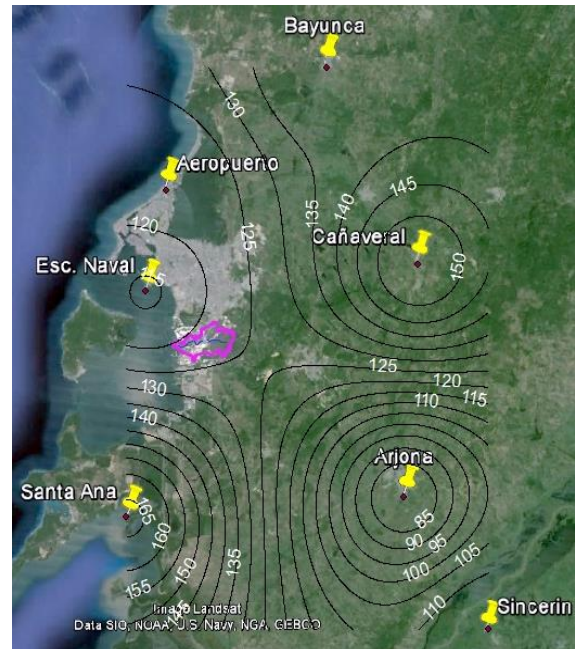 Bayunca
130
Aeropuerto
145
140
135
120
125
Cañaveral
Esc. Naval
115
150
125
130
120
110
115
140
Arjona
Santa Ana
165
85
160
90
95
135
105
150
100
155
110
145
Image Landsat
Sincerin
Data SIO, NOAA, U.S. Navy, NGA, GEBCO